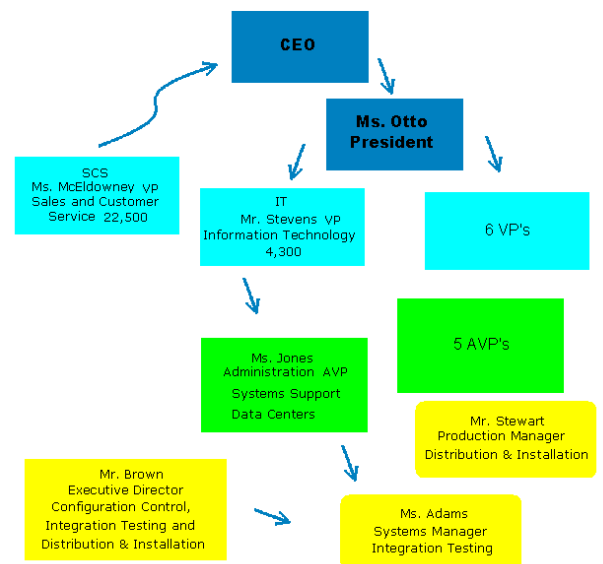 CEO
Ms. Otto
President
SCS
Ms. McEldowney VP
Sales and Customer
Service 22,500
IT
Mr. Stevens VP
Information Technology
4,300
6 VP's
Ms. Jones
Administration AVP
Systems Support
Data Centers
5 AVP's
Mr. Stewart
Production Manager
Distribution & Installation
Mr. Brown
Executive Director
Configuration Control,
Integration Testing and
Distribution & Installation
Ms. Adams
Systems Manager
Integration Testing